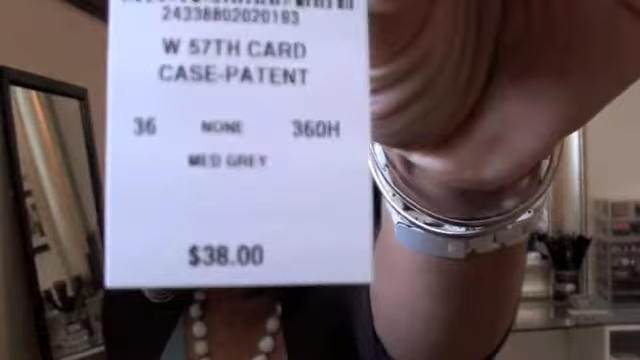 24338802020193
W 57TH CARD
CASE-PATENT
36 NONE 360H
MED GREY
$38.00